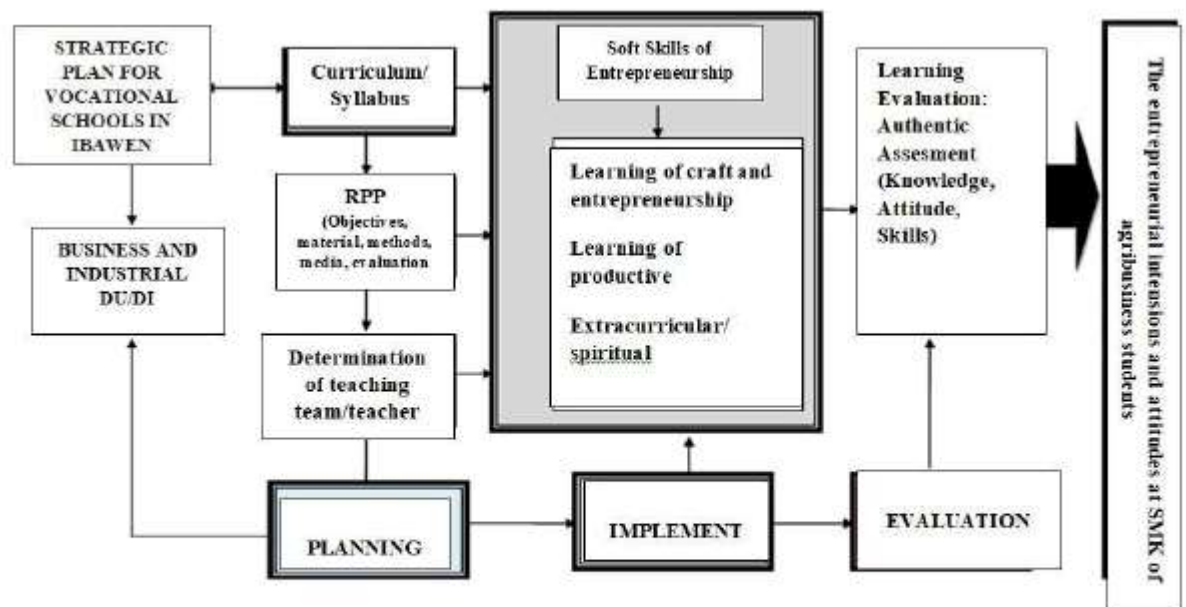 STRATEGIC
PLAN FOR
VOCATIONAL
SCHOOLS IN
IBAWEN
BUSINESS AND
INDUSTRIAL
DU/DI
Curriculum/
Syllabus
RPP
(Objectives,
material, methods,
media, evaluation
Determination
of teaching
team/teacher
PLANNING
Soft Skills of
Entrepreneurship
Learning of craft and
entrepreneurship
Learning of
productive
Extracurricular/
spiritual
IMPLEMENT
Learning
Evaluation:
Authentic
Assesment
(Knowledge,
Attitude,
Skills)
EVALUATION
The entrepreneurial intensions and attitudes at SMK of
agribusiness students